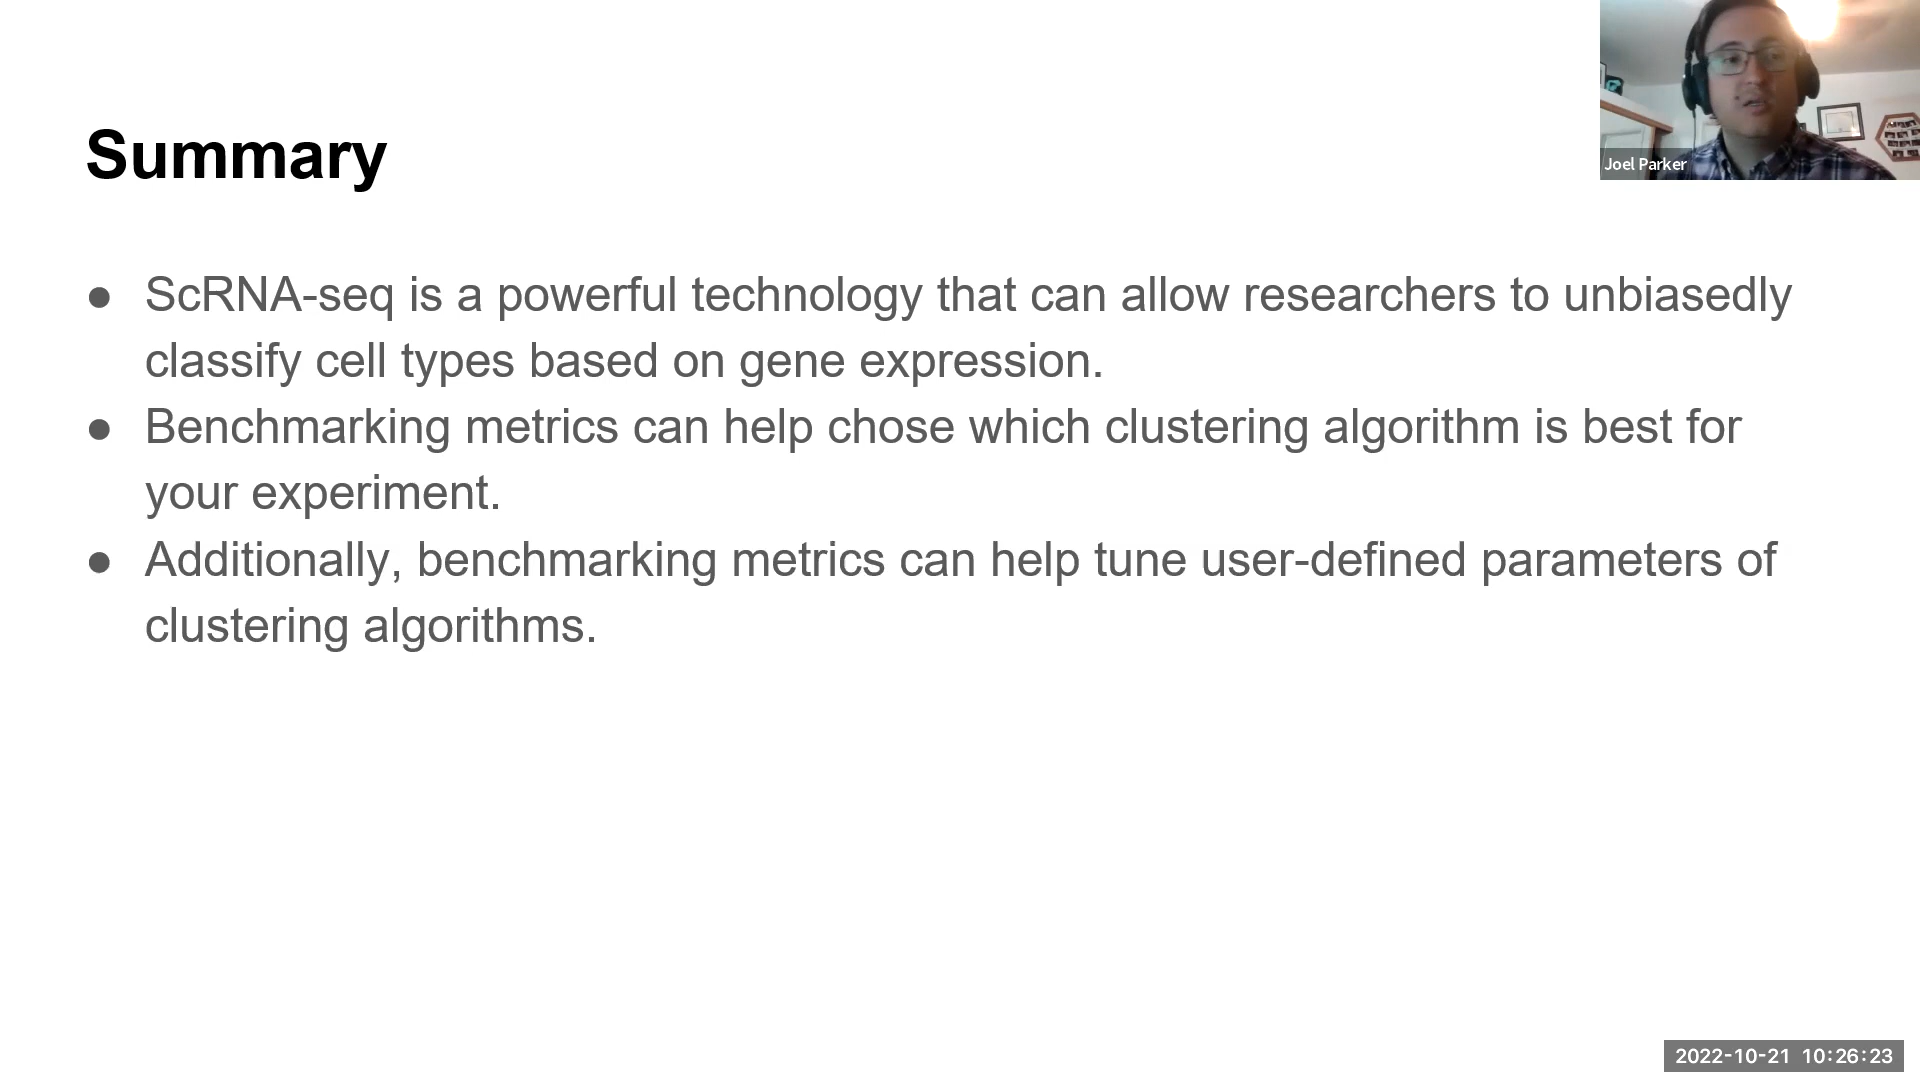 Joel Parker
Summary
● ScRNA-seq is a powerful technology that can allow researchers to unbiasedly
classify cell types based on gene expression.
● Benchmarking metrics can help chose which clustering algorithm is best for
your experiment.
● Additionally, benchmarking metrics can help tune user-defined parameters of
clustering algorithms.
2022-10-21 10:26:23